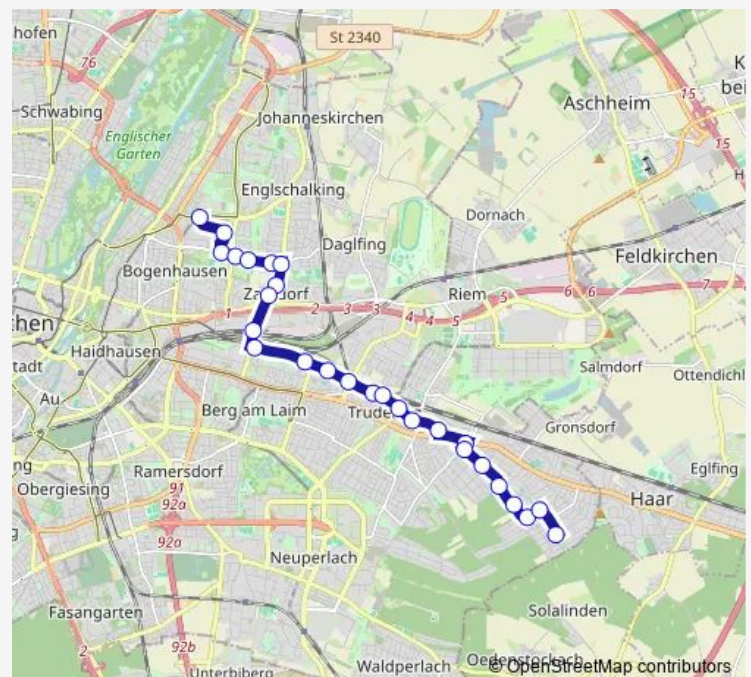 hofen
St 2340
76
K
15
bei
Aschheim
Schwabing
Johanneskirchen
Englischer
Garten
15
Englschalking
Dornach
Daglfing
Feldkirchen
Bogenhausen
Riem
6 6
7
5
1
2
3
3
4
4
5
chen
Haidhausen
Salmdorf
Ottendichl
tadt
Au
Berg am Laim
Trude
Gronsdorf
Ramersdorf
Eglfing
91
92a
Obergiesing
Haar
92a
Neuperlach
Fasangarten
Solalinden
2
92b
Unterbiberg
Waldperlach
Oedenstockach
© OpenStreetMap contributors